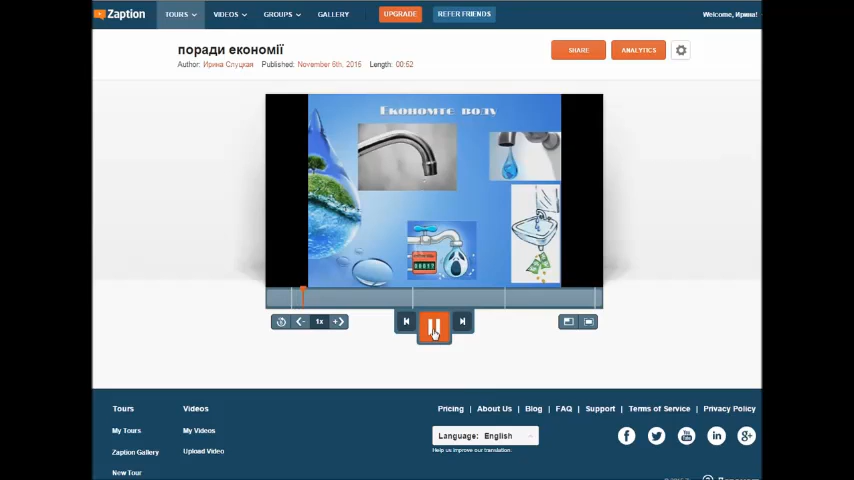 Zaption TOURS VIDEOS GROUPS GALLERY UPGRADE REFER FRIENDS Welcome, Ирина!
поради економії
SHARE ANALYTICS
Author: Ирина Слуцкая Published: November 6th, 2015 Length: 00:52
Економте воду
1x
Tours Videos Pricing | About Us | Blog | FAQ | Support | Terms of Service | Privacy Policy
My Tours My Videos Language: English
Zaption Gallery Upload Video Help us improve our translation.
New Tour